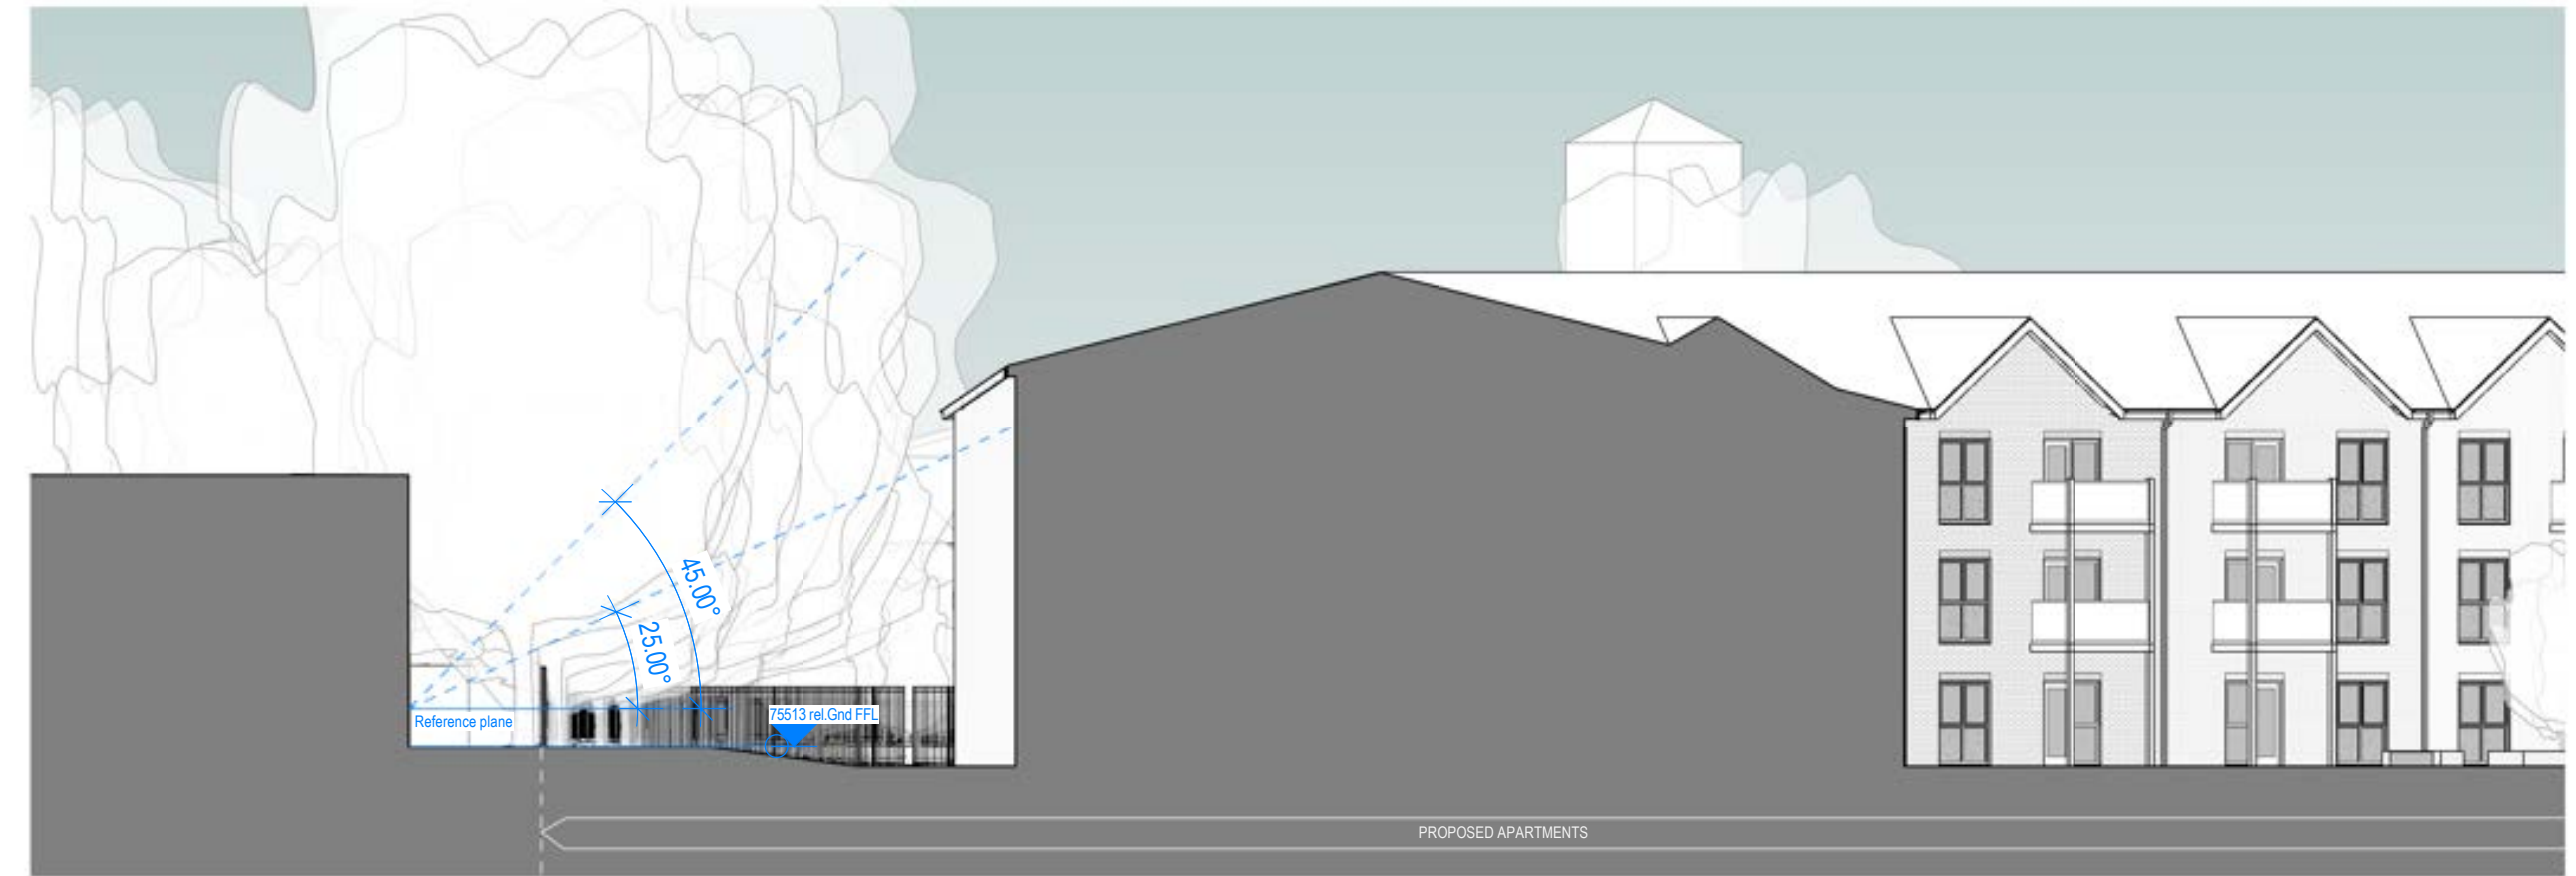 45.00°
25.00°
Reference plane
75513 rel.Gnd FFL
PROPOSED APARTMENTS